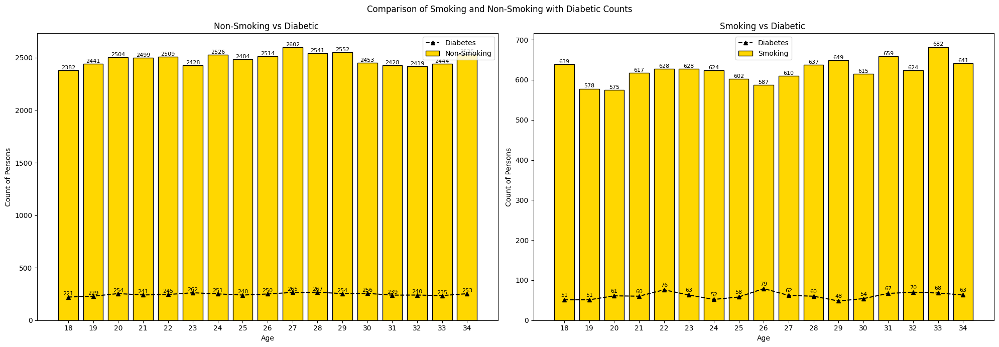 Comparison of Smoking and Non-Smoking with Diabetic Counts
Non-Smoking vs Diabetic
Diabetes
Non-Smoking
2382 2441 2504 2499 2509 2428 2526 2484 2514 2602 2541 2552 2453 2428 2419 2444
221 229 254 241 245 262 251 240 250 265 267 254 256 239 240 235 253
2500
2000
1500
1000
500
0
Count of Persons
18 19 20 21 22 23 24 25 26 27 28 29 30 31 32 33 34
Age
Smoking vs Diabetic
Diabetes
Smoking
639 578 575 617 628 628 624 602 587 610 637 649 615 659 624 682 641
51 51 61 60 76 63 52 58 79 62 60 48 54 67 70 68 63
700
600
500
400
300
200
100
0
Count of Persons
18 19 20 21 22 23 24 25 26 27 28 29 30 31 32 33 34
Age